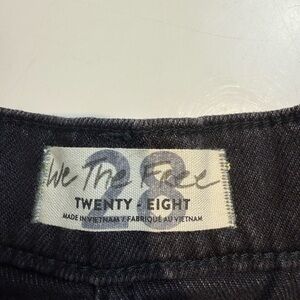 28
We The Free
TWENTY - EIGHT
MADE IN VIETNAM / FABRIQUÉ AU VIETNAM